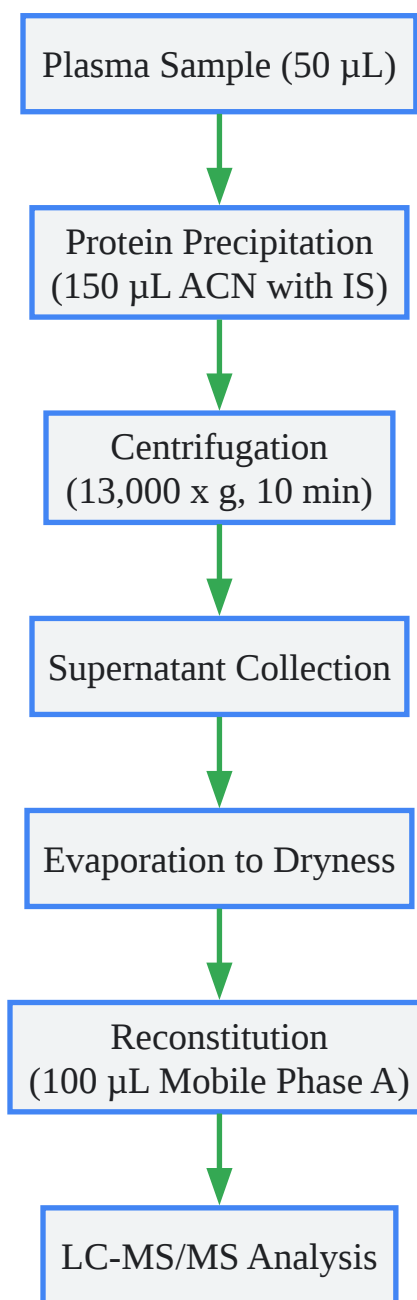 Plasma Sample (50 µL)
Protein Precipitation
(150 µL ACN with IS)
Centrifugation
(13,000 x g, 10 min)
Supernatant Collection
Evaporation to Dryness
Reconstitution
(100 µL Mobile Phase A)
LC-MS/MS Analysis